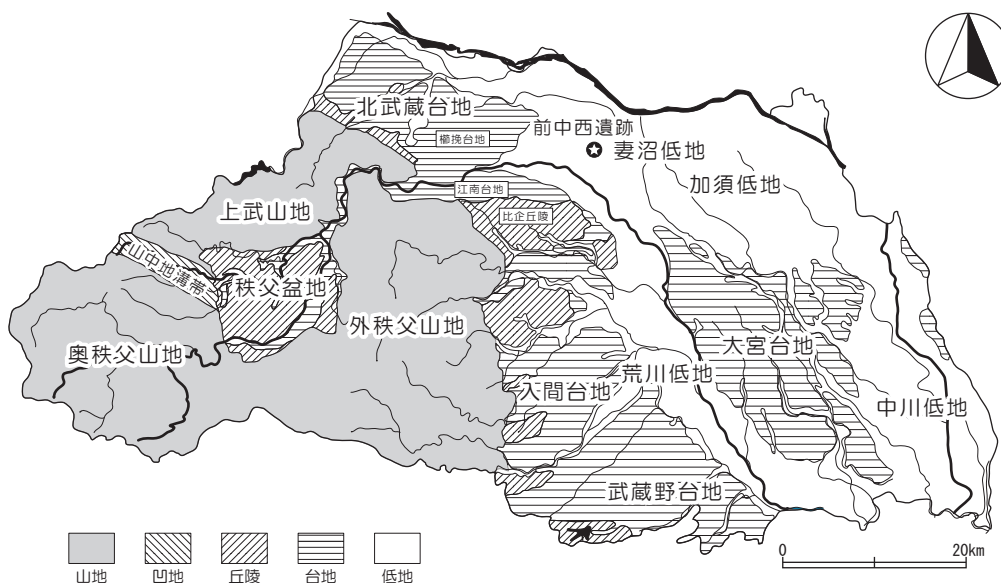 北武蔵台地
櫛挽台地
前中西遺跡
妻沼低地
加須低地
江南台地
比企丘陵
上武山地
山中地溝帯
秩父盆地
外秩父山地
奥秩父山地
大宮台地
荒川低地
入間台地
中川低地
武蔵野台地
山地
凹地
丘陵
台地
低地
0
20km